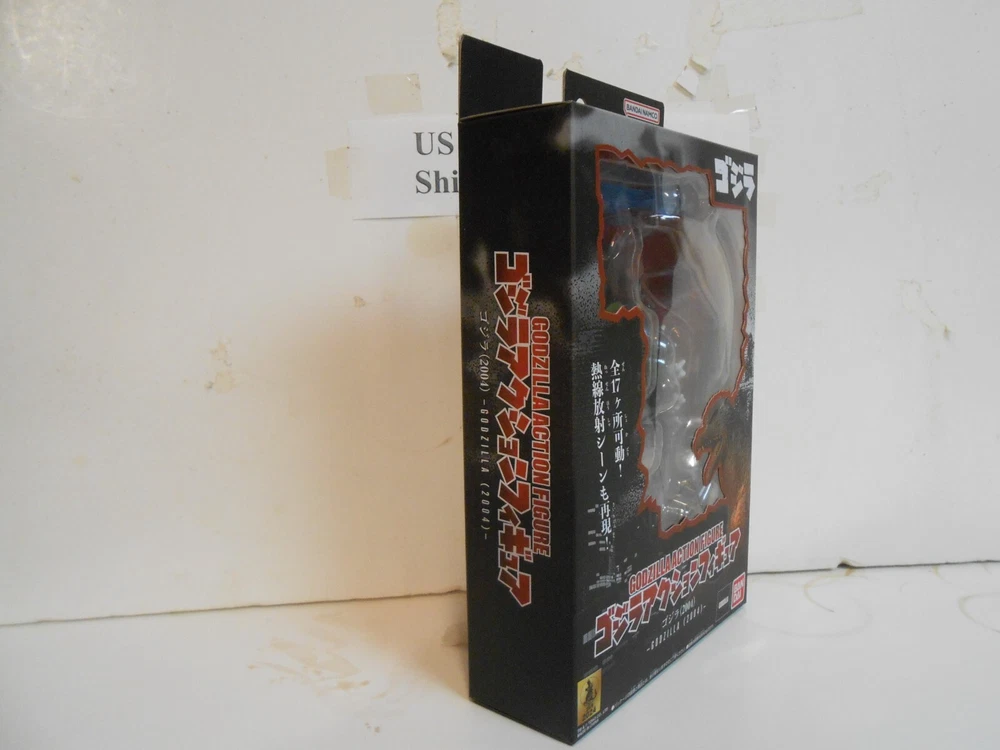 US
Shi
BANDAI NAMCO
ゴジラ
GODZILLA ACTION FIGURE
ゴジラアクションフィギュア
ゴジラ(2004) -GODZILLA (2004)-
全17ヶ所可動!
熱線放射シーンも再現!
GODZILLA ACTION FIGURE
ゴジラアクションフィギュア
ゴジラ(2004)
-GODZILLA (2004)-
BAN
DAI